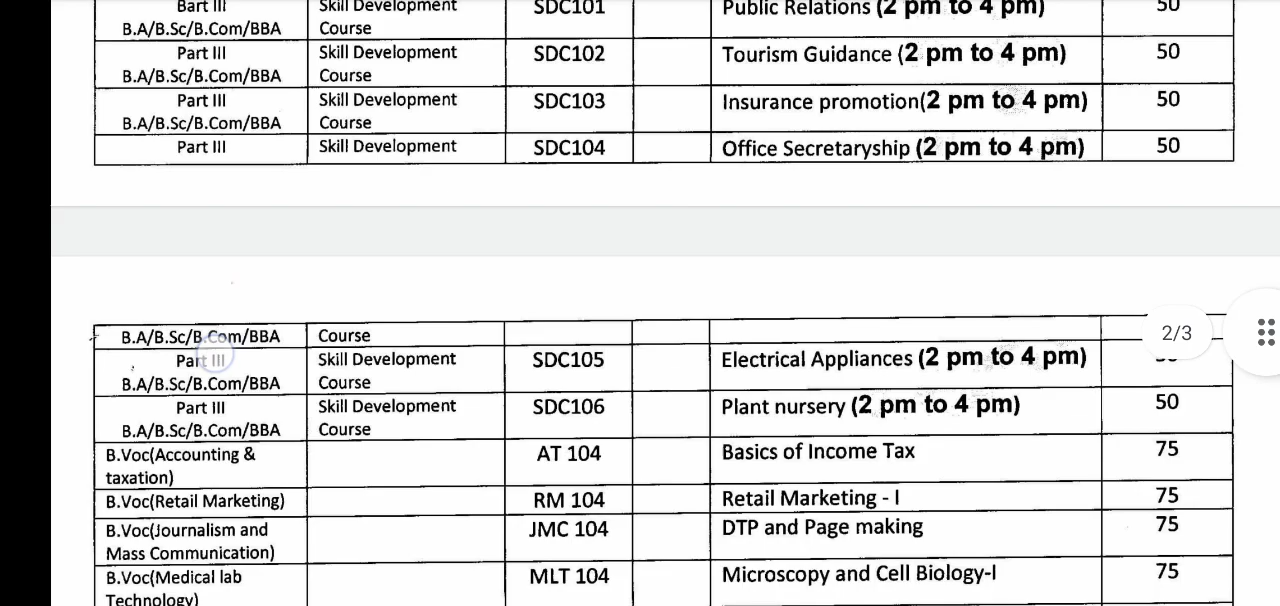 Bart III Skill Development SDC101 Public Relations (2 pm to 4 pm) 50
B.A/B.Sc/B.Com/BBA Course
Part III Skill Development SDC102 Tourism Guidance (2 pm to 4 pm) 50
B.A/B.Sc/B.Com/BBA Course
Part III Skill Development SDC103 Insurance promotion(2 pm to 4 pm) 50
B.A/B.Sc/B.Com/BBA Course
Part III Skill Development SDC104 Office Secretaryship (2 pm to 4 pm) 50
B.A/B.Sc/B.Com/BBA Course
2/3
Part III Skill Development SDC105 Electrical Appliances (2 pm to 4 pm)
B.A/B.Sc/B.Com/BBA Course
Part III Skill Development SDC106 Plant nursery (2 pm to 4 pm) 50
B.A/B.Sc/B.Com/BBA Course
B.Voc(Accounting & AT 104 Basics of Income Tax 75
taxation)
B.Voc(Retail Marketing) RM 104 Retail Marketing - I 75
B.Voc(Journalism and JMC 104 DTP and Page making 75
Mass Communication)
B.Voc(Medical lab MLT 104 Microscopy and Cell Biology-I 75
Technology)